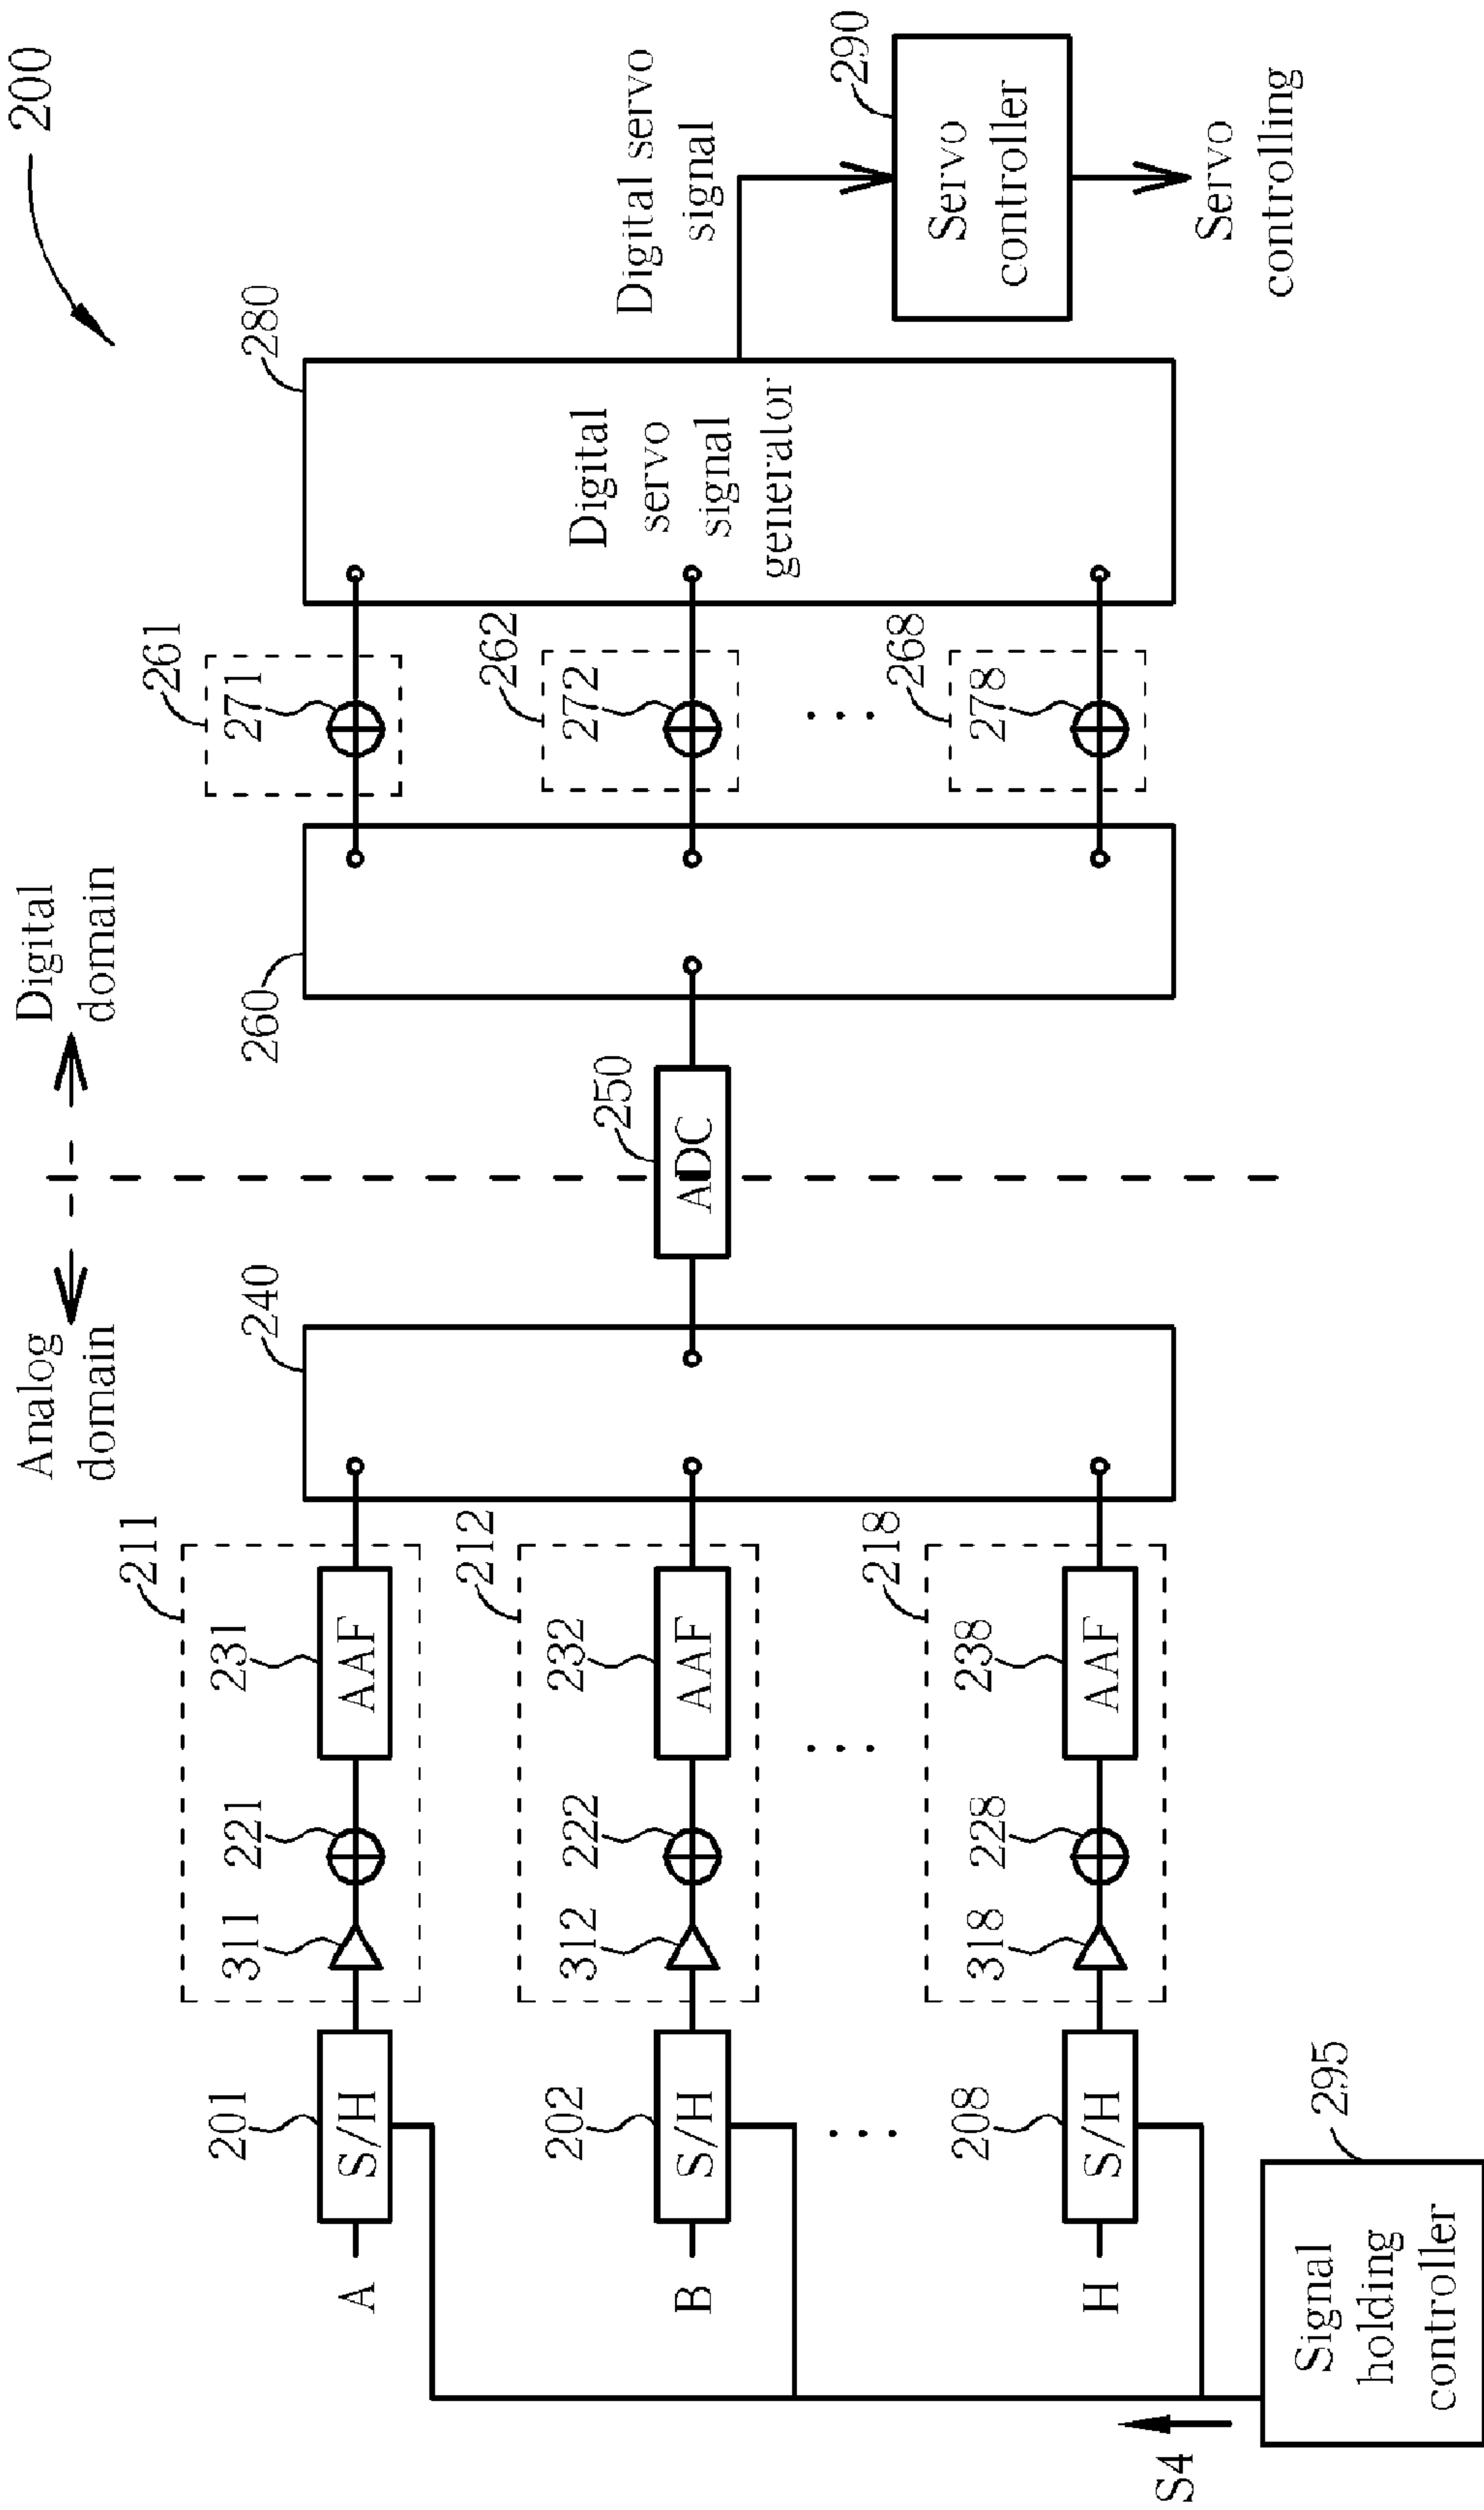 200
Analog
domain
Digital
domain
211
240
260
261
280
201
311
221
231
271
A
S/H
AAF
212
250
262
Digital servo
signal
202
312
222
232
272
B
S/H
AAF
ADC
Digital
servo
signal
generator
290
Servo
controller
218
268
208
318
228
238
278
H
S/H
AAF
Servo
controlling
S4
295
Signal
holding
controller